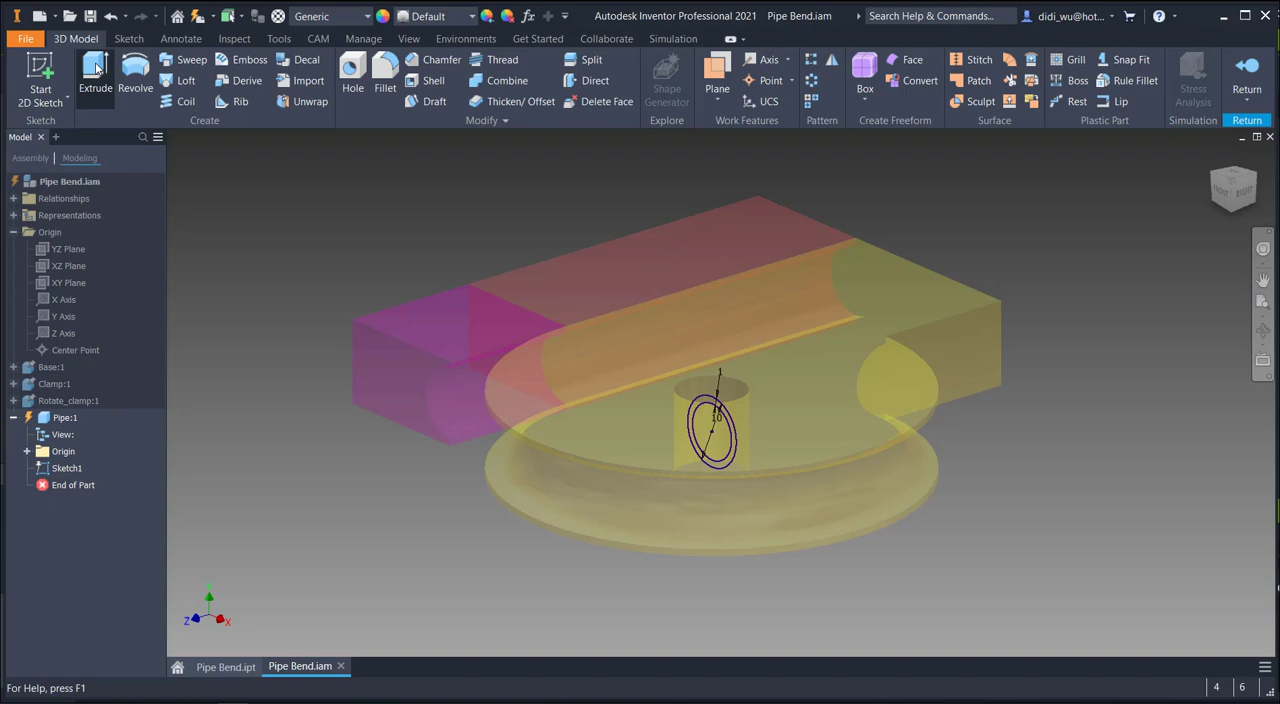 Generic
Default
Autodesk Inventor Professional 2021 Pipe Bend.iam
Search Help & Commands...
didi_wu@hot...
File
3D Model
Sketch
Annotate
Inspect
Tools
CAM
Manage
View
Environments
Get Started
Collaborate
Simulation
Start
2D Sketch
Sketch
Extrude
Revolve
Sweep
Loft
Coil
Emboss
Derive
Rib
Decal
Import
Unwrap
Create
Hole
Fillet
Chamfer
Shell
Draft
Thread
Combine
Thicken/ Offset
Split
Direct
Delete Face
Modify
Shape
Generator
Explore
Plane
Axis
Point
UCS
Work Features
Pattern
Box
Face
Convert
Create Freeform
Stitch
Patch
Sculpt
Surface
Grill
Boss
Rest
Snap Fit
Rule Fillet
Lip
Plastic Part
Stress
Analysis
Simulation
Return
Return
Model
Assembly
Modeling
Pipe Bend.iam
Relationships
Representations
Origin
YZ Plane
XZ Plane
XY Plane
X Axis
Y Axis
Z Axis
Center Point
Base:1
Clamp:1
Rotate_clamp:1
Pipe:1
View:
Origin
Sketch1
End of Part
FRONT
RIGHT
1
10
Z
X
Pipe Bend.ipt
Pipe Bend.iam
For Help, press F1
4
6